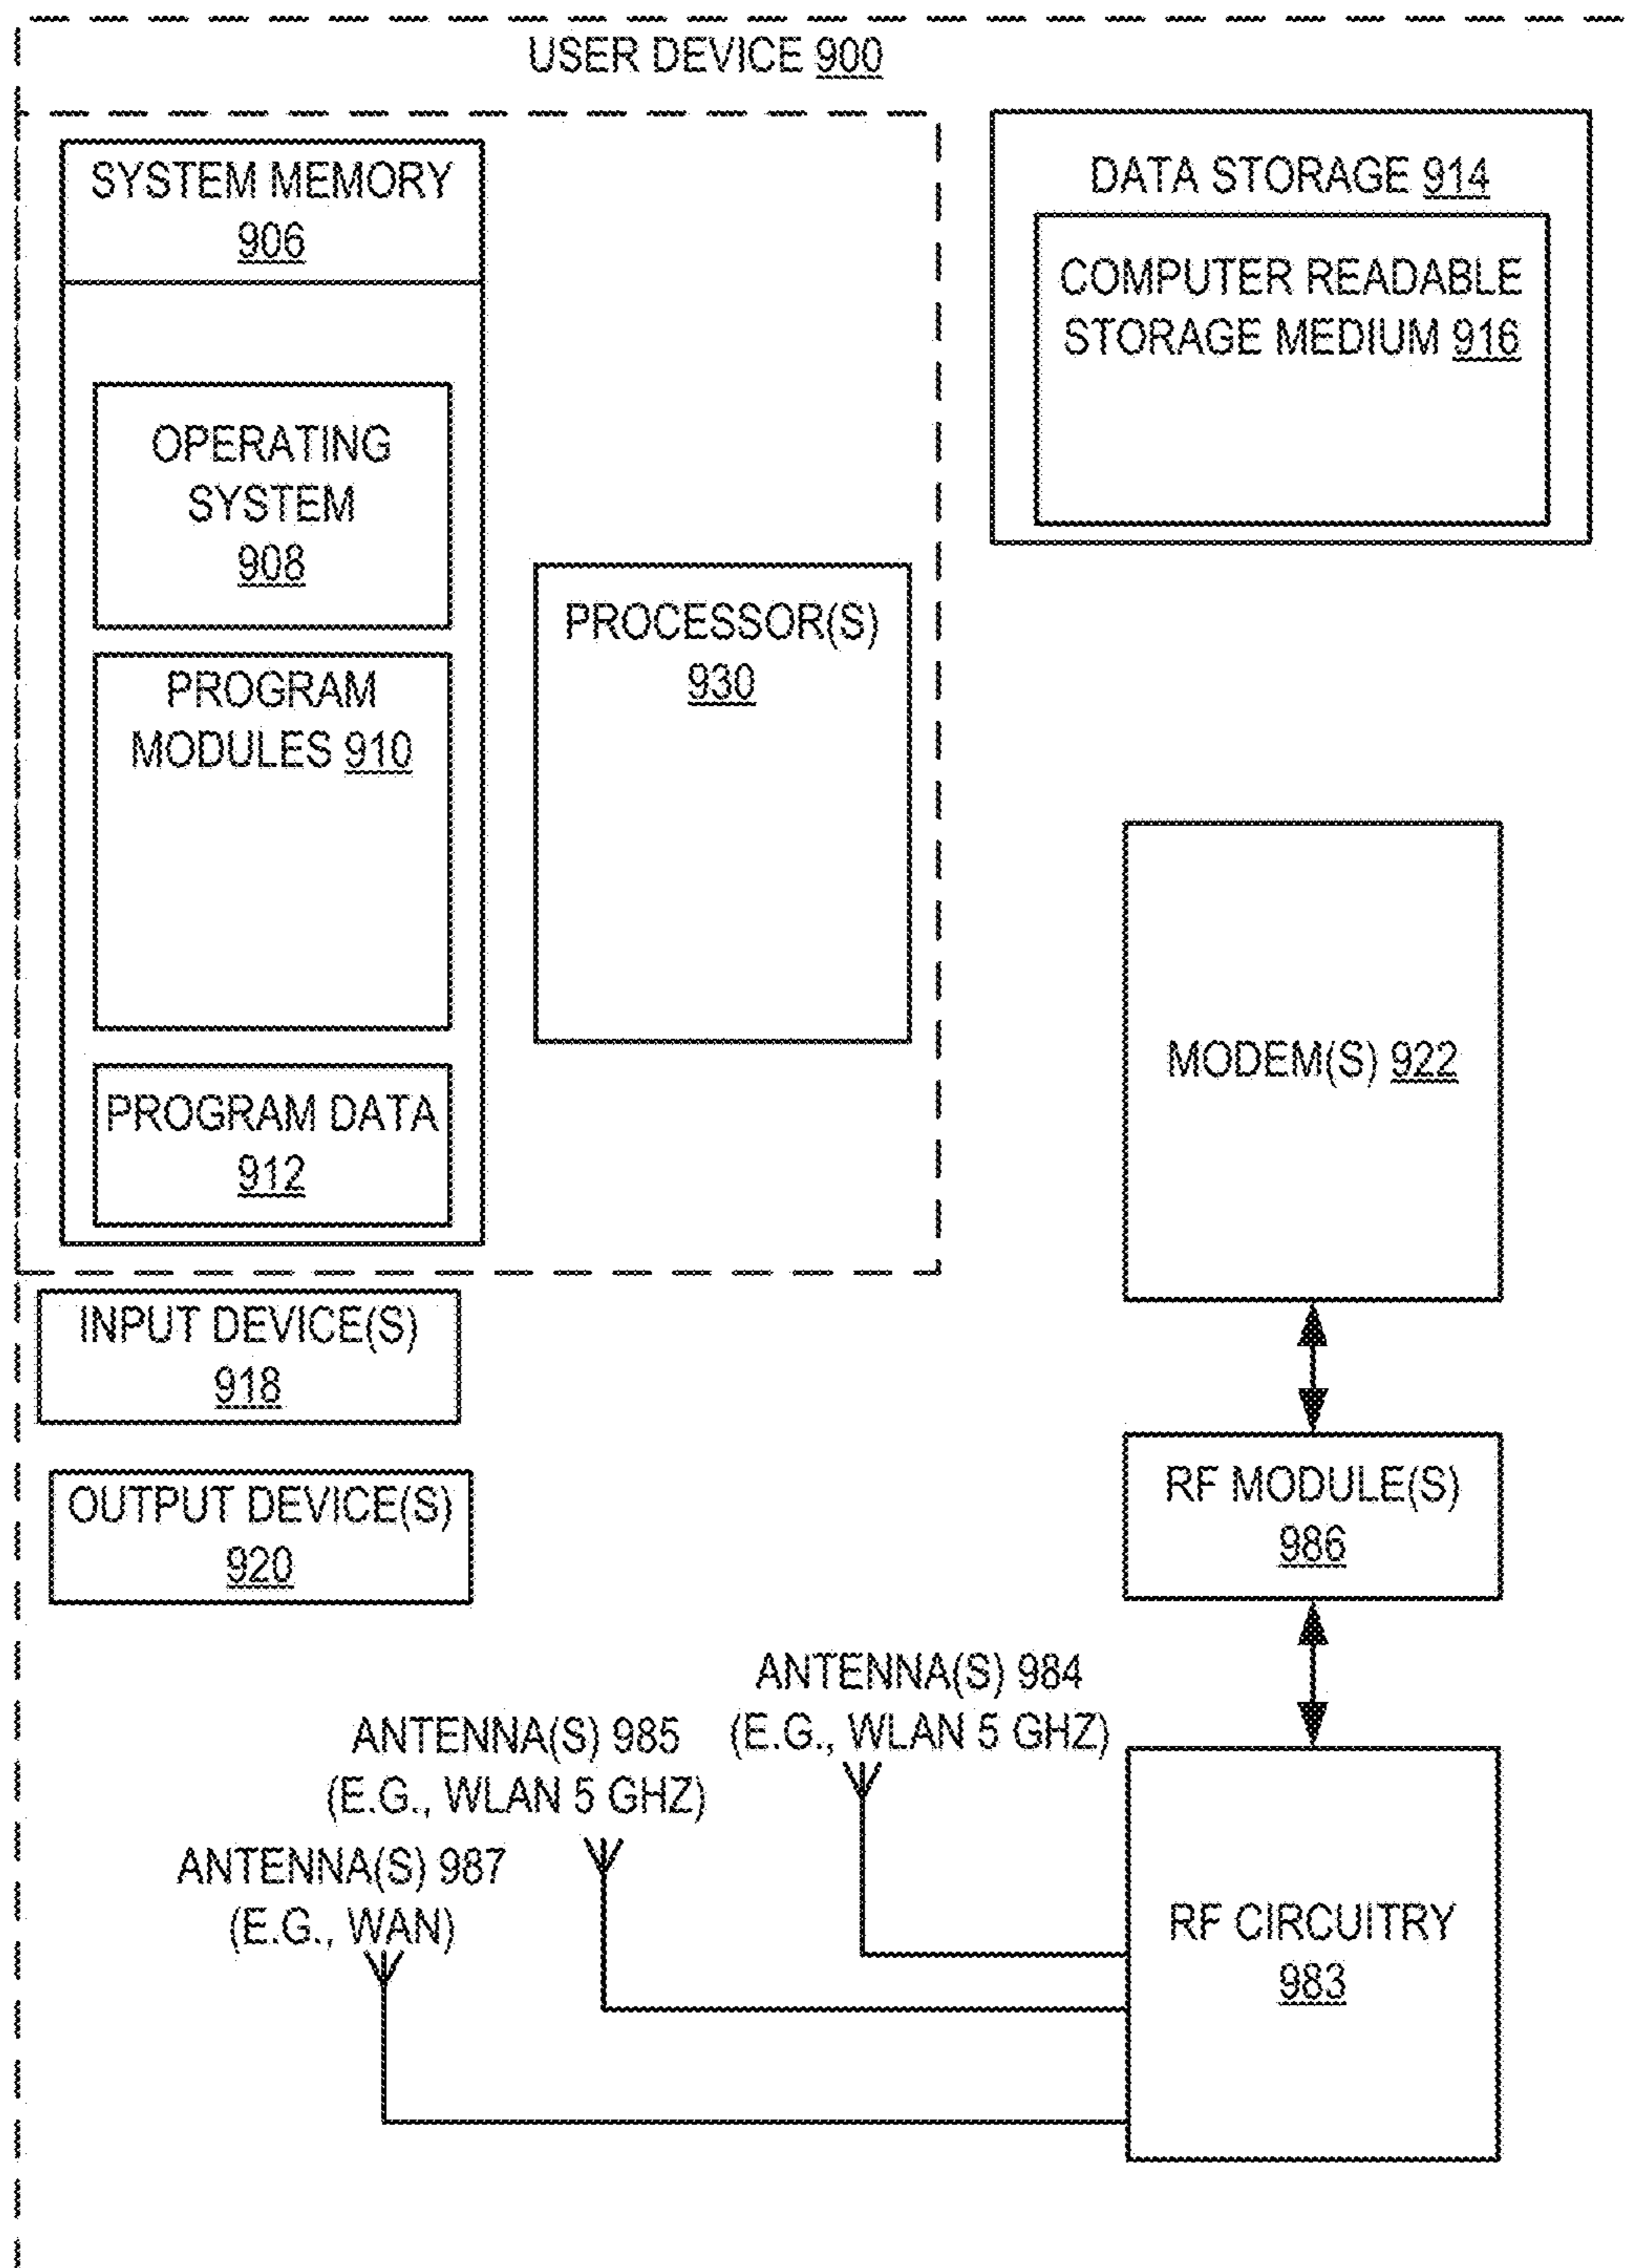 USER DEVICE 900
SYSTEM MEMORY
906
OPERATING
SYSTEM
908
PROGRAM
MODULES 910
PROGRAM DATA
912
PROCESSOR(S)
930
DATA STORAGE 914
COMPUTER READABLE
STORAGE MEDIUM 916
MODEM(S) 922
INPUT DEVICE(S)
918
OUTPUT DEVICE(S)
920
RF MODULE(S)
986
ANTENNA(S) 984
(E.G., WLAN 5 GHZ)
ANTENNA(S) 985
(E.G., WLAN 5 GHZ)
ANTENNA(S) 987
(E.G., WAN)
RF CIRCUITRY
983